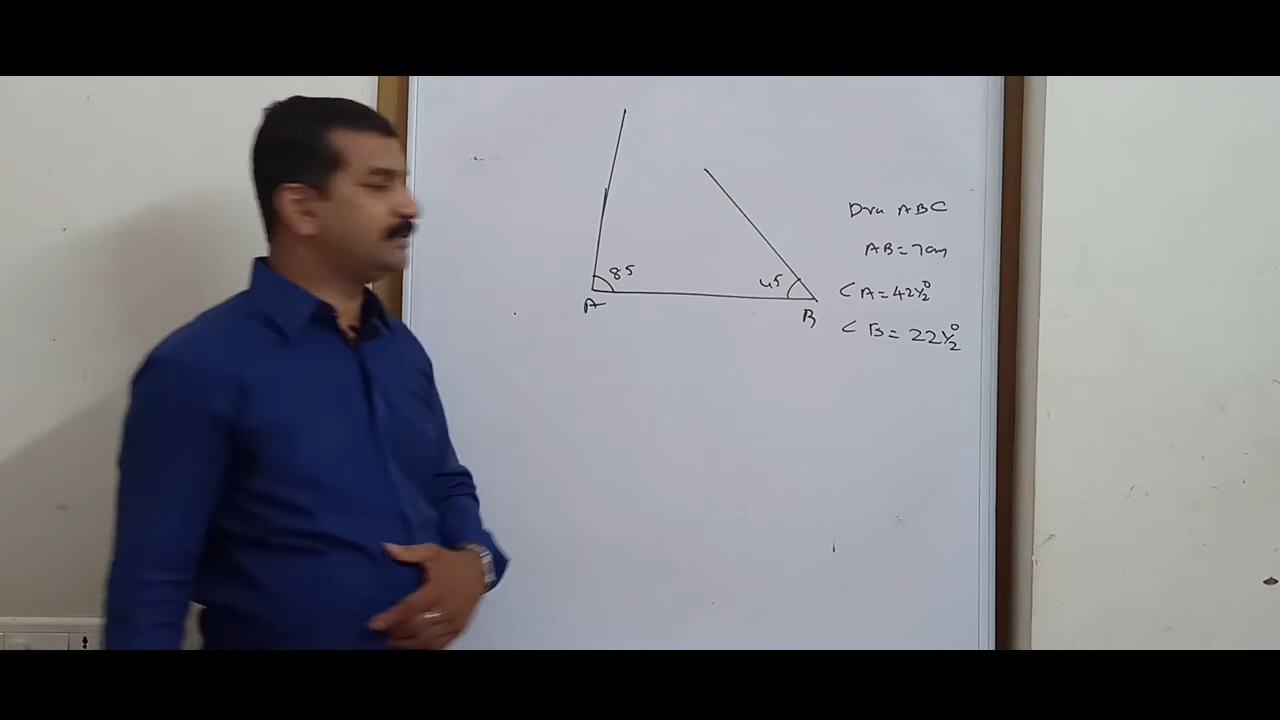 85
45
A
B
Dru ABC
AB=7cm
∠A=42½°
∠B=22½°